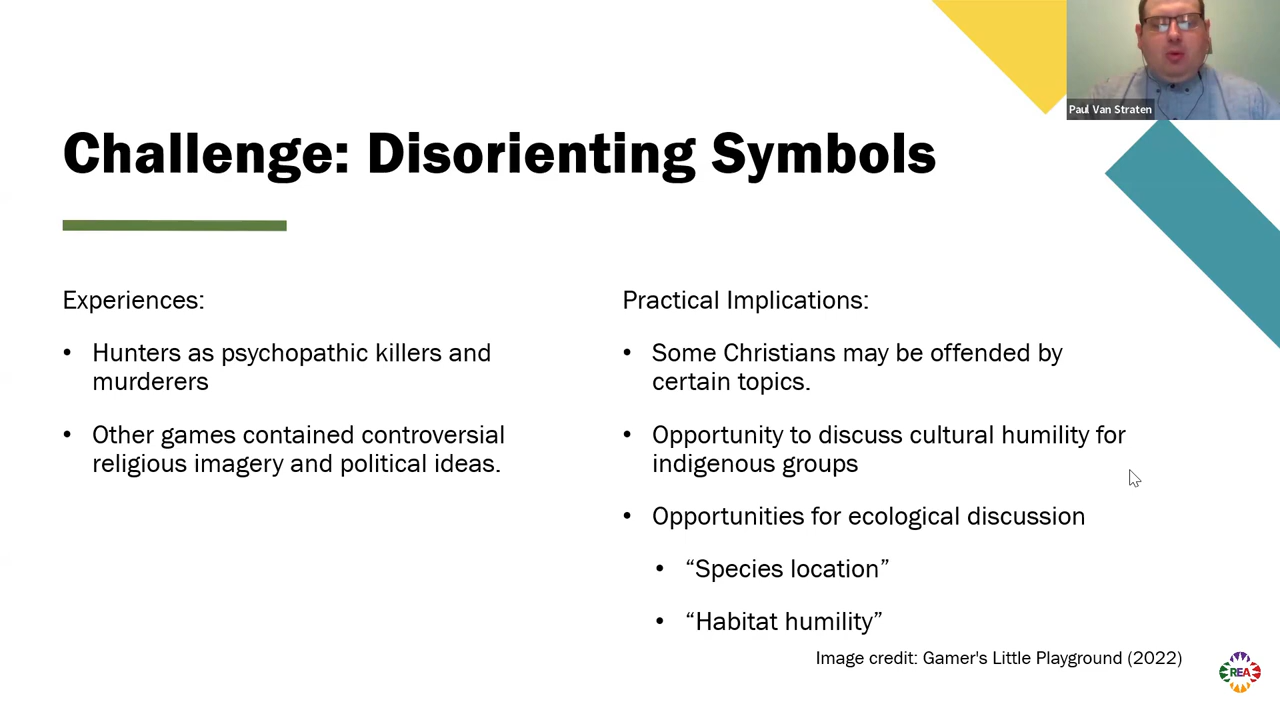 Paul Van Straten
Challenge: Disorienting Symbols
Experiences:
• Hunters as psychopathic killers and
murderers
• Other games contained controversial
religious imagery and political ideas.
Practical Implications:
• Some Christians may be offended by
certain topics.
• Opportunity to discuss cultural humility for
indigenous groups
• Opportunities for ecological discussion
• “Species location”
• “Habitat humility”
Image credit: Gamer's Little Playground (2022)
REA